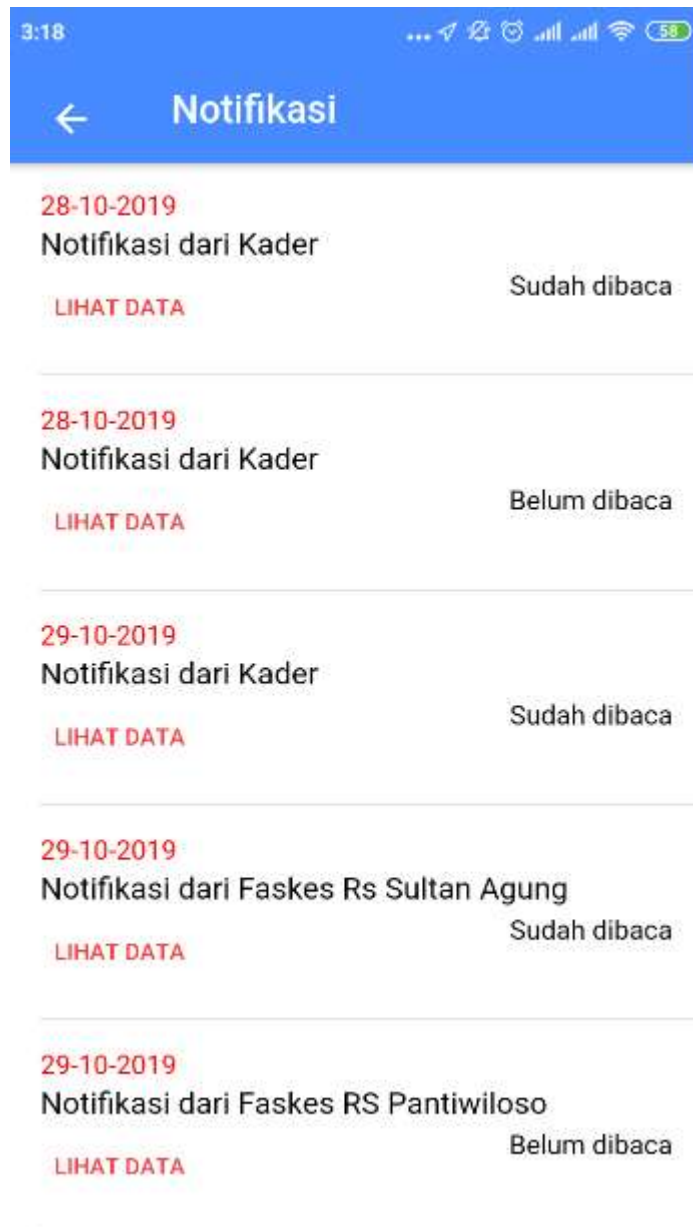 3:18
... 58
Notifikasi
28-10-2019
Notifikasi dari Kader
Sudah dibaca
LIHAT DATA
28-10-2019
Notifikasi dari Kader
Belum dibaca
LIHAT DATA
29-10-2019
Notifikasi dari Kader
Sudah dibaca
LIHAT DATA
29-10-2019
Notifikasi dari Faskes Rs Sultan Agung
Sudah dibaca
LIHAT DATA
29-10-2019
Notifikasi dari Faskes RS Pantiwiloso
Belum dibaca
LIHAT DATA